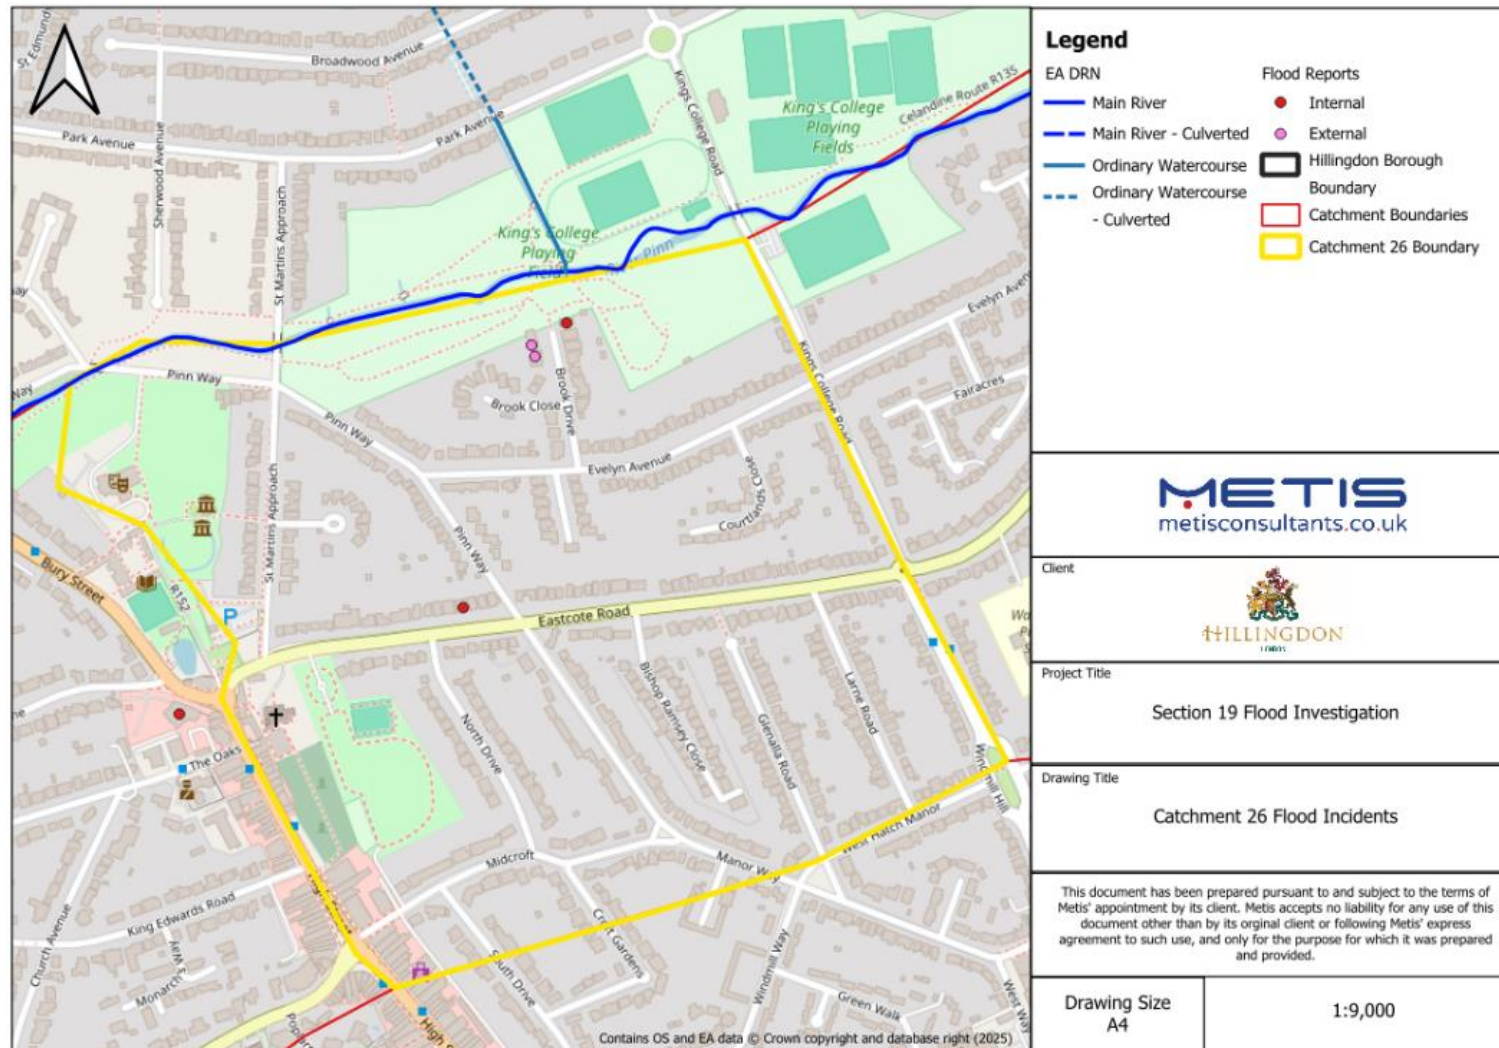 St Edmunds
Broadwood Avenue
Park Avenue
Park Avenue
Sherwood Avenue
St Martins Approach
Kings College Road
King's College
Playing
Fields
Celandine Route R135
King's College
Playing
Fields
River Pinn
Evelyn Avenue
Kings College Road
Fairacres
Way
Pinn Way
Pinn Way
Brook Close
Brook Drive
Evelyn Avenue
Courtlands Close
St Martins Approach
Pinn Way
Bury Street
R152
P
Eastcote Road
Bishop Ramsey Close
Glenalla Road
Larne Road
North Drive
Windmill Hill
The Oaks
West Hatch Manor
Manor Way
Midcroft
King Edwards Road
Church Avenue
Monarch's Way
Croft Gardens
South Drive
Windmill Way
Green Walk
West Way
High S
Contains OS and EA data © Crown copyright and database right (2025)
Legend
EA DRN
Main River
Main River - Culverted
Ordinary Watercourse
Ordinary Watercourse
- Culverted
Flood Reports
Internal
External
Hillingdon Borough
Boundary
Catchment Boundaries
Catchment 26 Boundary
METIS
metisconsultants.co.uk
Client
HILLINGDON
LONDON
Project Title
Section 19 Flood Investigation
Drawing Title
Catchment 26 Flood Incidents
This document has been prepared pursuant to and subject to the terms of
Metis' appointment by its client. Metis accepts no liability for any use of this
document other than by its orginal client or following Metis' express
agreement to such use, and only for the purpose for which it was prepared
and provided.
Drawing Size
A4
1:9,000